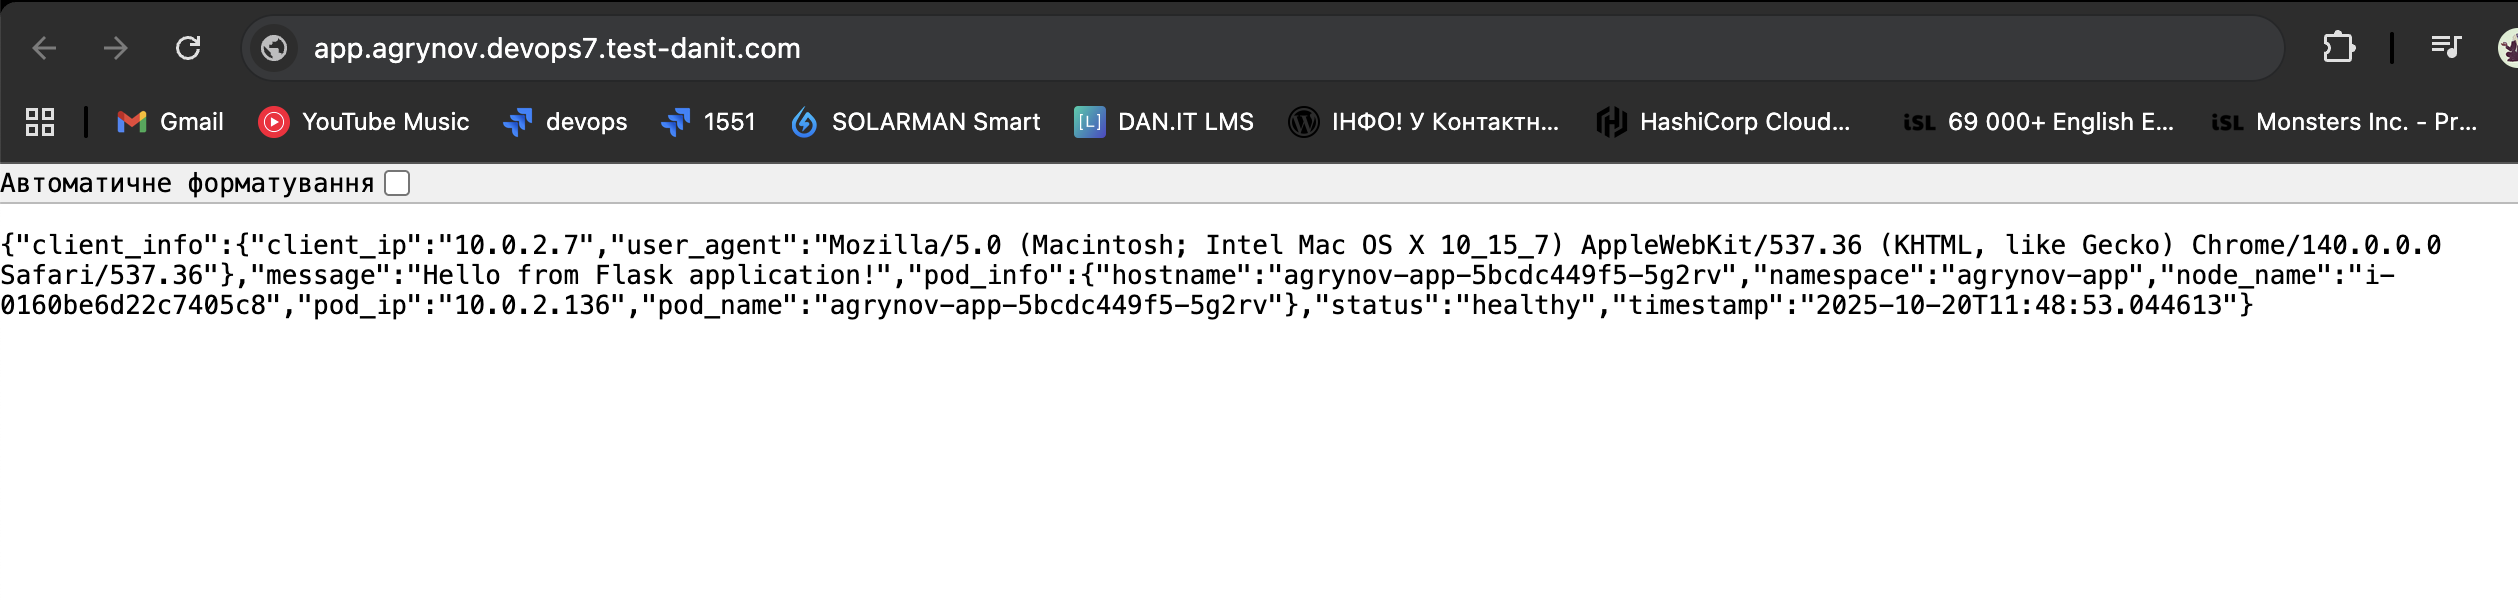 app.agrynov.devops7.test-danit.com
Gmail YouTube Music devops 1551 SOLARMAN Smart [L] DAN.IT LMS ІНФО! У Контактн... HashiCorp Cloud... iSL 69 000+ English E... iSL Monsters Inc. - Pr...
Автоматичне форматування
{"client_info":{"client_ip":"10.0.2.7","user_agent":"Mozilla/5.0 (Macintosh; Intel Mac OS X 10_15_7) AppleWebKit/537.36 (KHTML, like Gecko) Chrome/140.0.0.0
Safari/537.36"},"message":"Hello from Flask application!","pod_info":{"hostname":"agrynov-app-5bcdc449f5-5g2rv","namespace":"agrynov-app","node_name":"i-
0160be6d22c7405c8","pod_ip":"10.0.2.136","pod_name":"agrynov-app-5bcdc449f5-5g2rv"},"status":"healthy","timestamp":"2025-10-20T11:48:53.044613"}